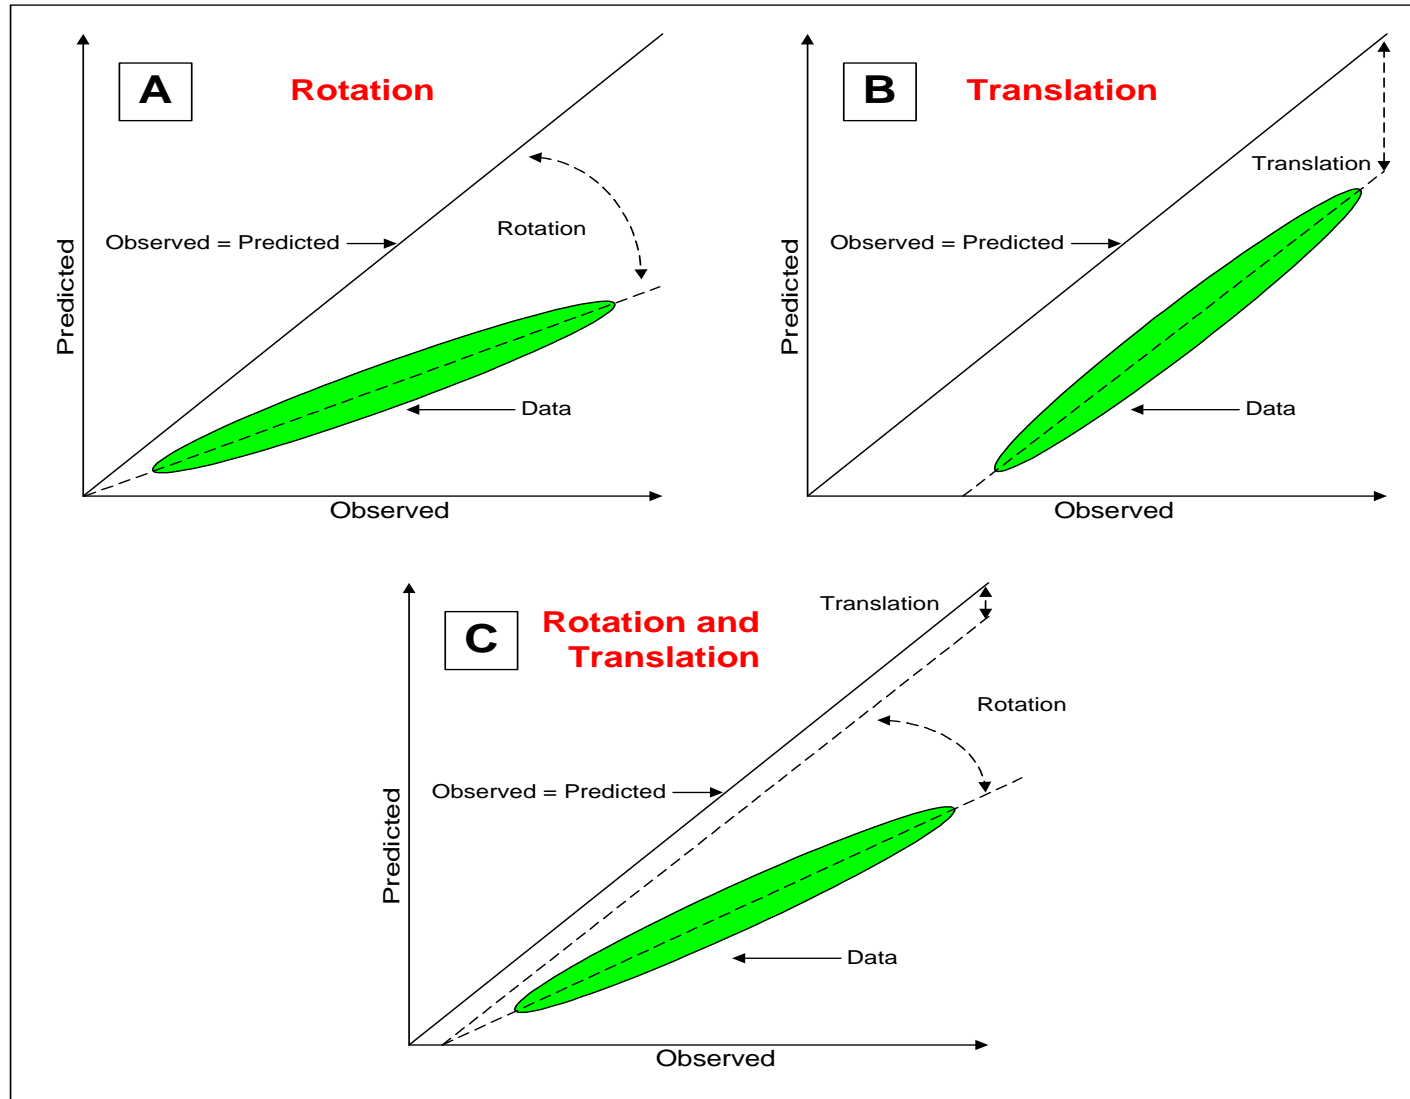 A
Rotation
Rotation
Observed = Predicted
Data
Predicted
Observed
B
Translation
Translation
Observed = Predicted
Data
Predicted
Observed
C
Rotation and
Translation
Translation
Rotation
Observed = Predicted
Data
Predicted
Observed